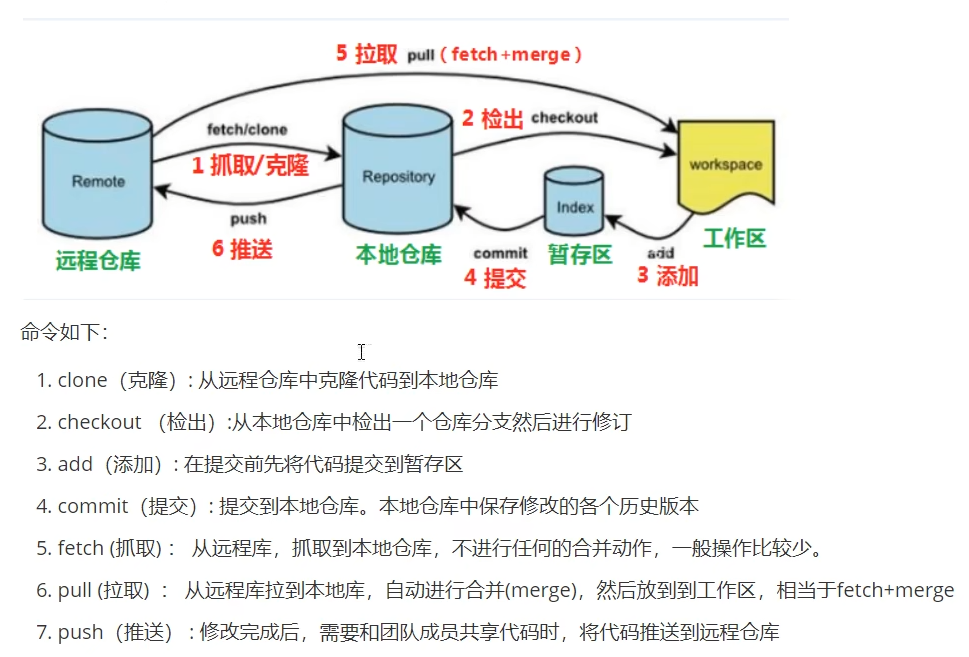 5 拉取 pull ( fetch +merge )
fetch/clone
2 检出 checkout
1 抓取/克隆
Remote
Repository
workspace
Index
push
6 推送
远程仓库
本地仓库
commit
4 提交
暂存区
add
3 添加
工作区
命令如下：
1. clone（克隆）: 从远程仓库中克隆代码到本地仓库
2. checkout （检出）:从本地仓库中检出一个仓库分支然后进行修订
3. add（添加）: 在提交前先将代码提交到暂存区
4. commit（提交）: 提交到本地仓库。本地仓库中保存修改的各个历史版本
5. fetch (抓取) ： 从远程库，抓取到本地仓库，不进行任何的合并动作，一般操作比较少。
6. pull (拉取) ： 从远程库拉到本地库，自动进行合并(merge)，然后放到到工作区，相当于fetch+merge
7. push（推送） : 修改完成后，需要和团队成员共享代码时，将代码推送到远程仓库